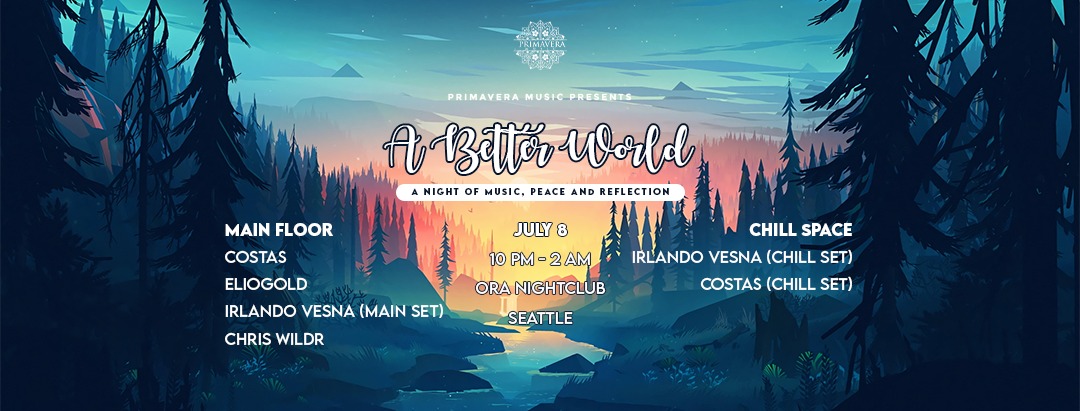 PRIMAVERA
PRIMAVERA MUSIC PRESENTS
A Better World
A NIGHT OF MUSIC, PEACE AND REFLECTION
MAIN FLOOR
COSTAS
ELIOGOLD
IRLANDO VESNA (MAIN SET)
CHRIS WILDR
JULY 8
10 PM - 2 AM
ORA NIGHTCLUB
SEATTLE
CHILL SPACE
IRLANDO VESNA (CHILL SET)
COSTAS (CHILL SET)